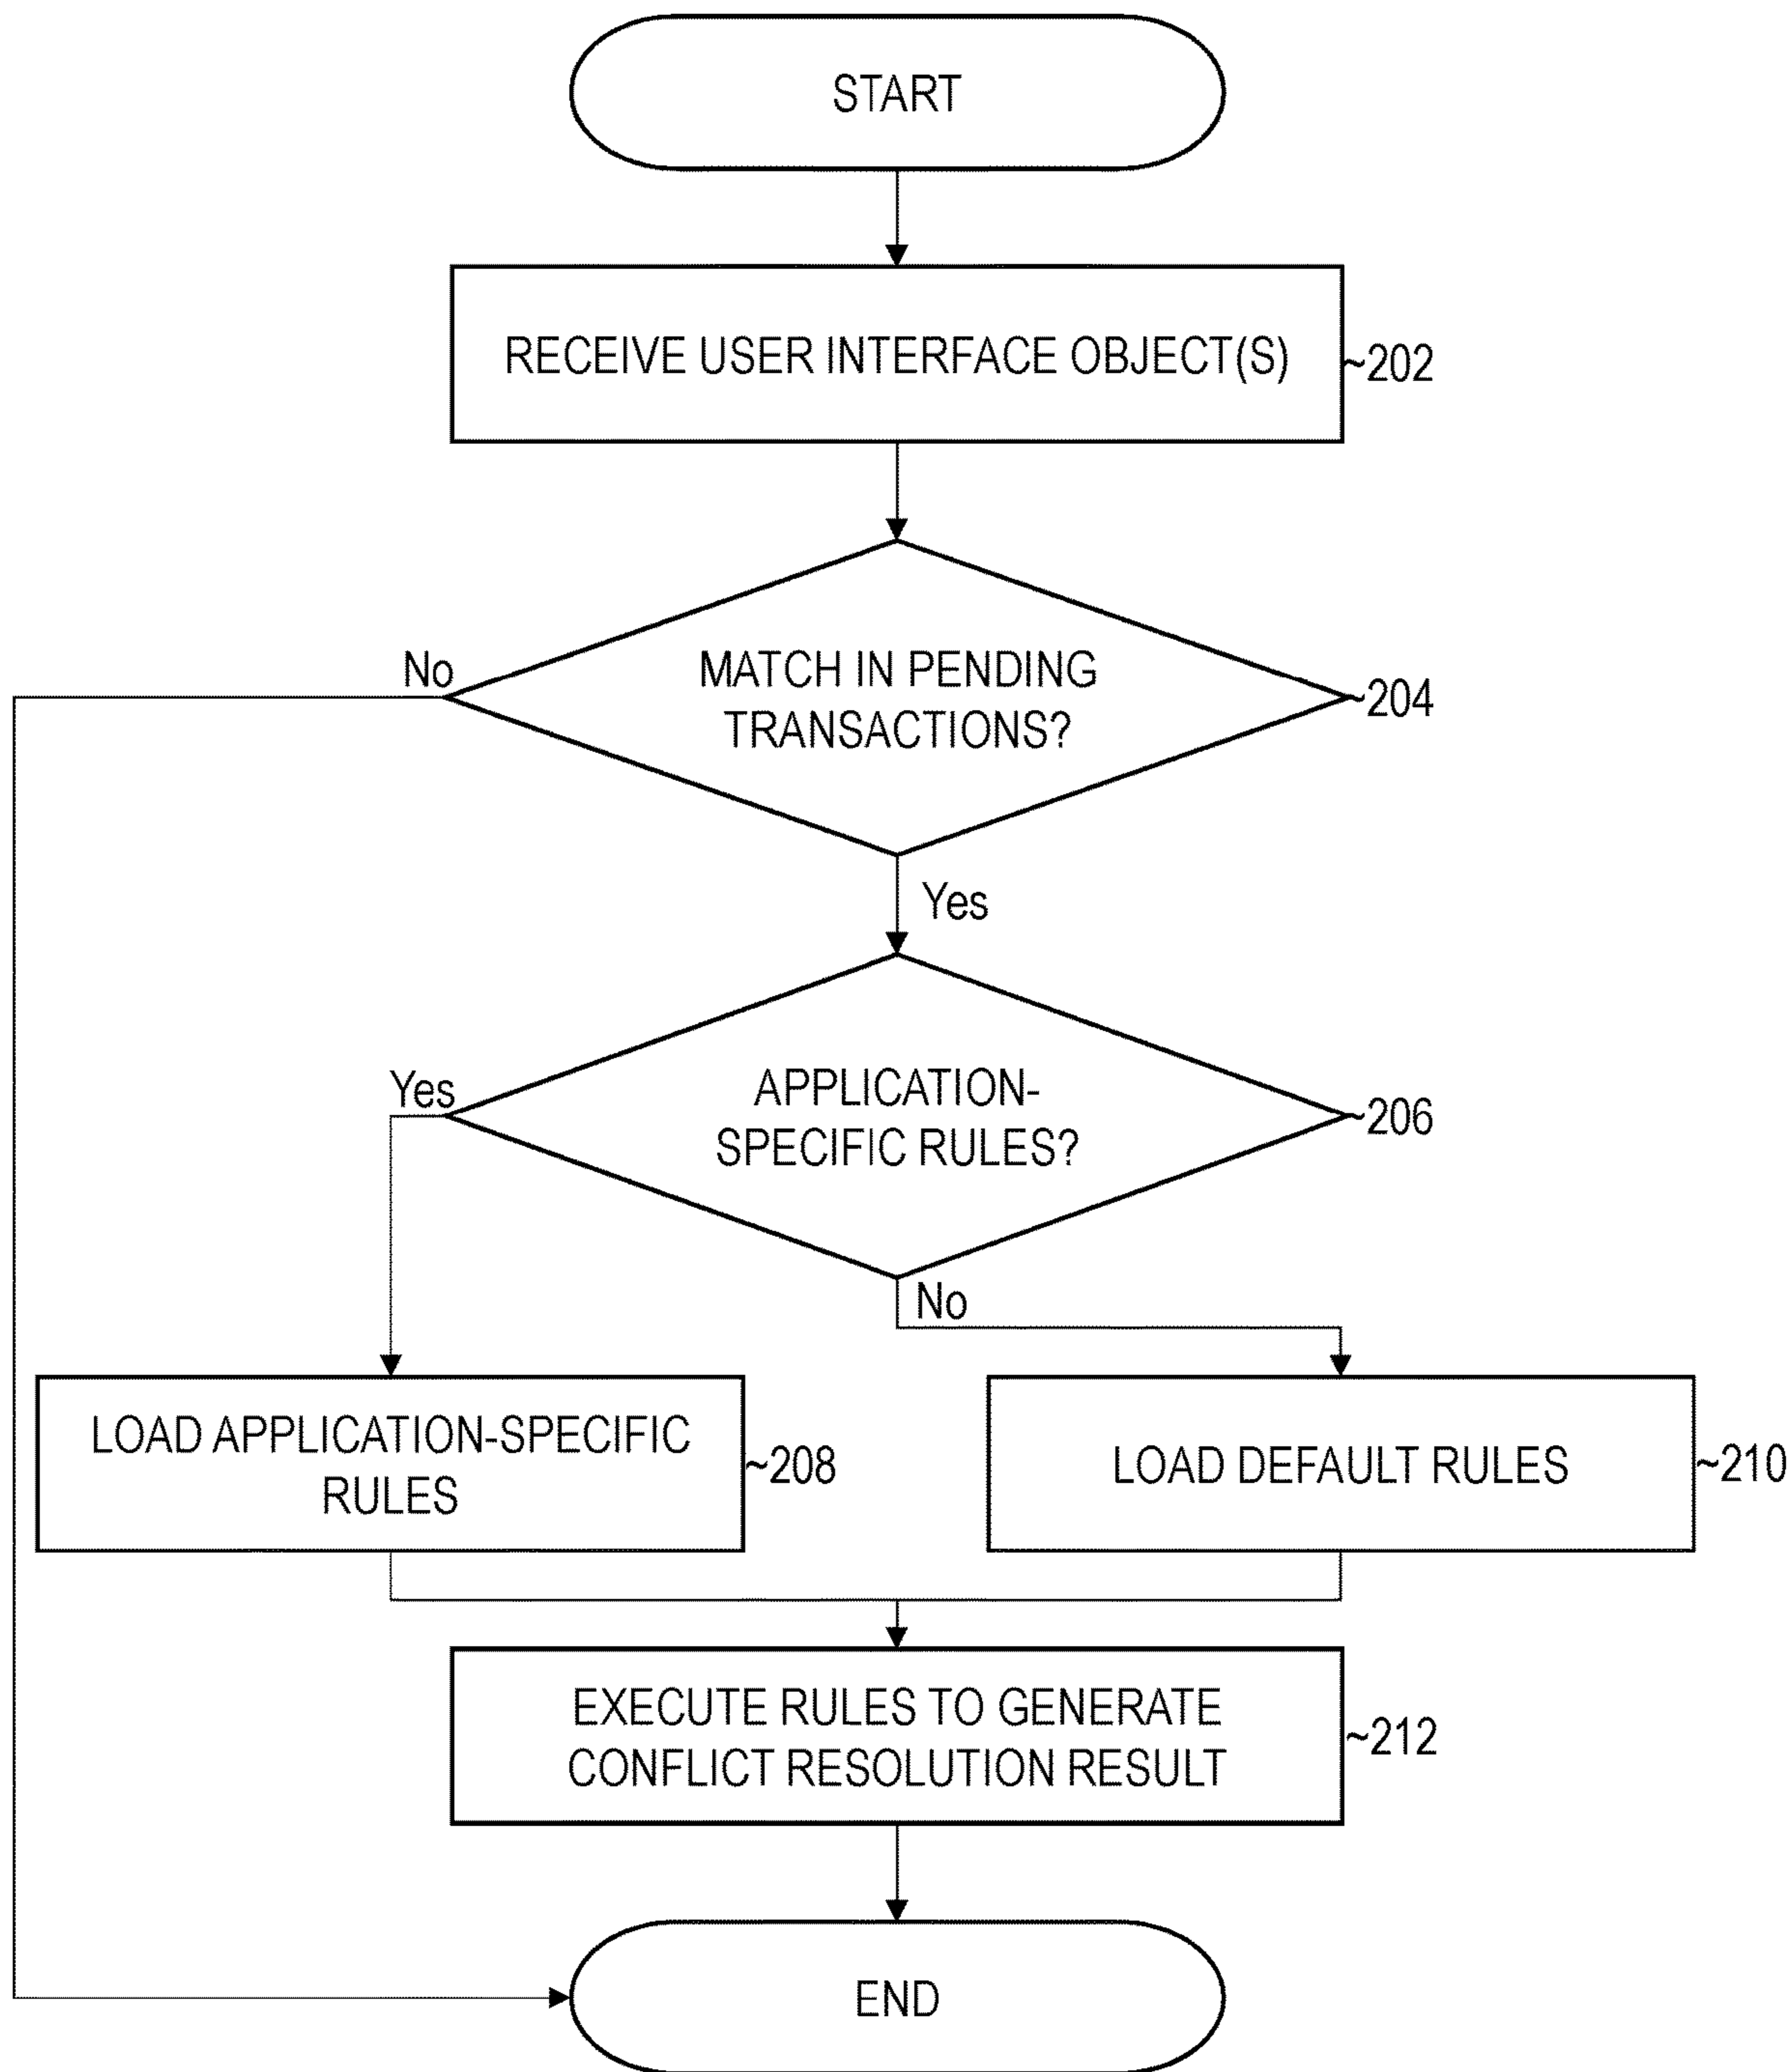 START
RECEIVE USER INTERFACE OBJECT(S)
~202
No
MATCH IN PENDING
TRANSACTIONS?
~204
Yes
Yes
APPLICATION-
SPECIFIC RULES?
~206
No
LOAD APPLICATION-SPECIFIC
RULES
~208
LOAD DEFAULT RULES
~210
EXECUTE RULES TO GENERATE
CONFLICT RESOLUTION RESULT
~212
END